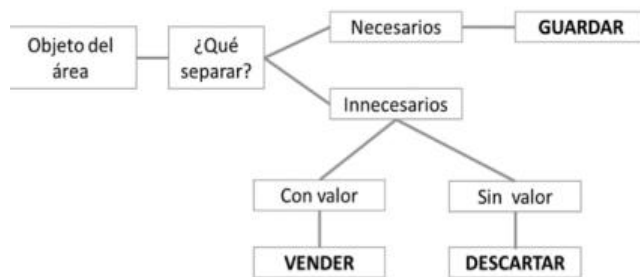 Objeto del
área
¿Qué
separar?
Necesarios
GUARDAR
Innecesarios
Con valor
Sin valor
VENDER
DESCARTAR